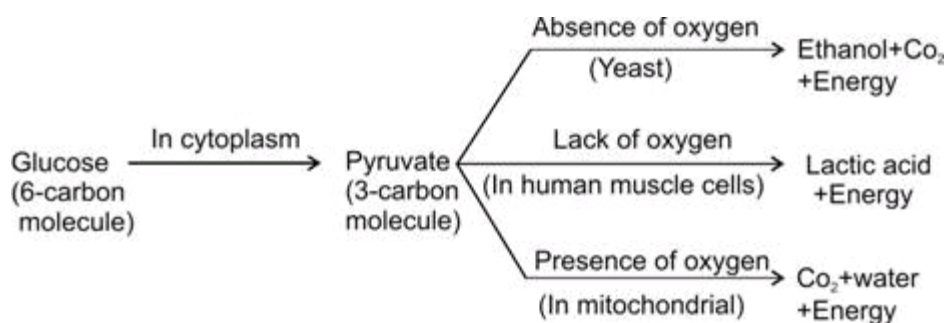 Absence of oxygen
(Yeast)
Ethanol+Co₂
+Energy
In cytoplasm
Glucose
(6-carbon
molecule)
Pyruvate
(3-carbon
molecule)
Lack of oxygen
(In human muscle cells)
Lactic acid
+Energy
Presence of oxygen
(In mitochondrial)
Co₂+water
+Energy